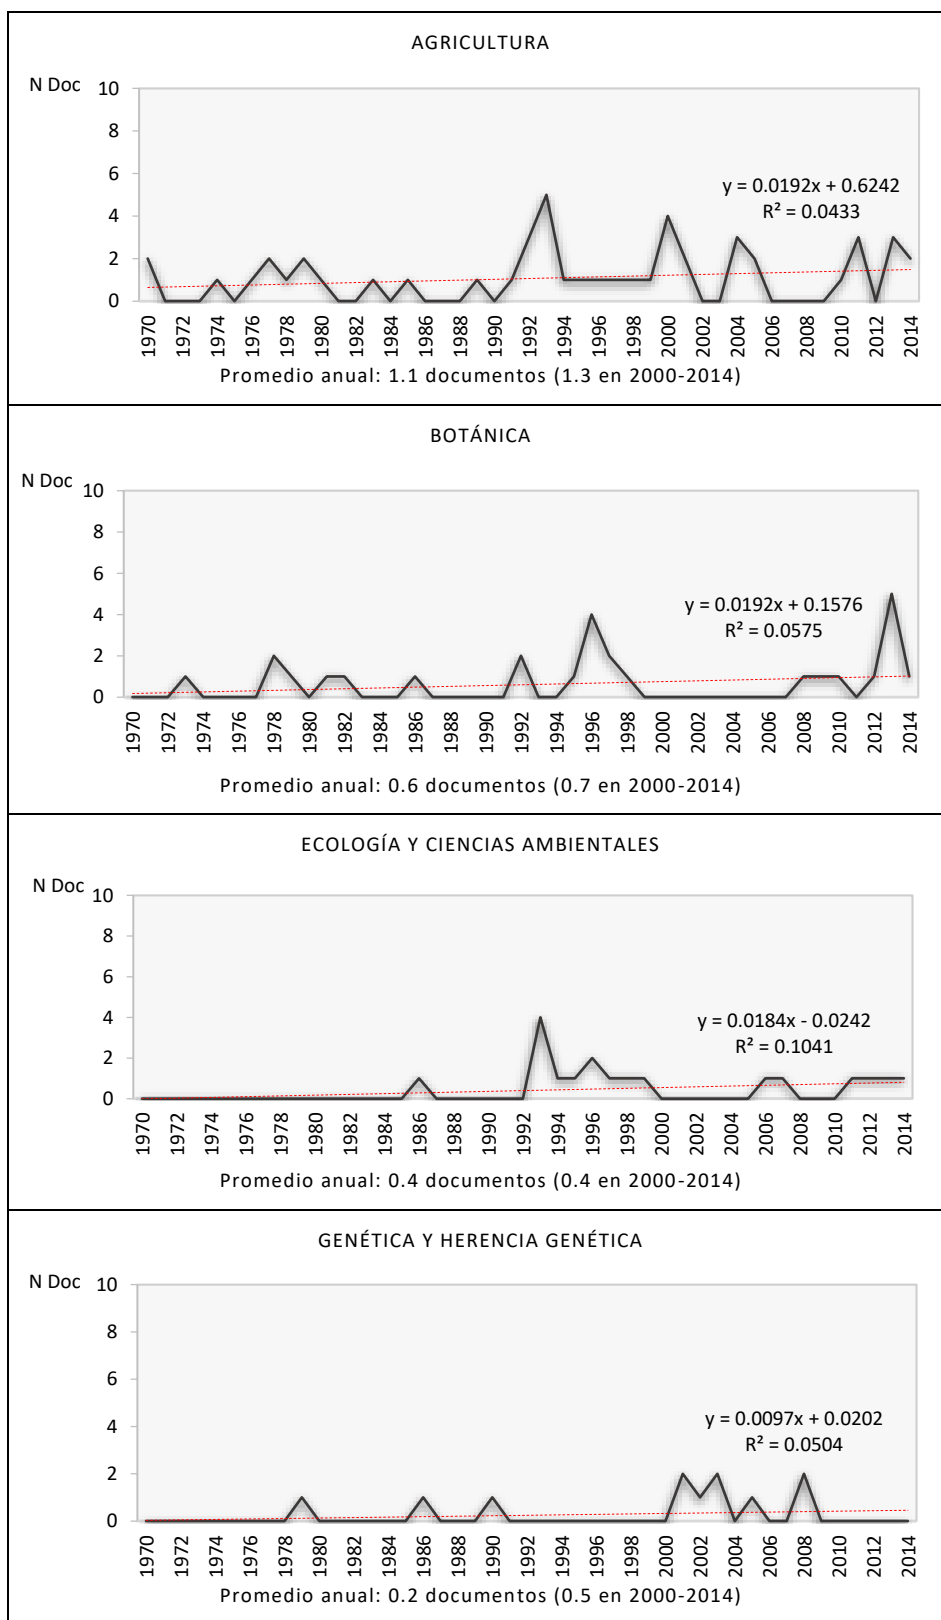 AGRICULTURA
N Doc
10
8
6
4
2
0
y = 0.0192x + 0.6242
R² = 0.0433
1970 1972 1974 1976 1978 1980 1982 1984 1986 1988 1990 1992 1994 1996 1998 2000 2002 2004 2006 2008 2010 2012 2014
Promedio anual: 1.1 documentos (1.3 en 2000-2014)
BOTÁNICA
N Doc
10
8
6
4
2
0
y = 0.0192x + 0.1576
R² = 0.0575
1970 1972 1974 1976 1978 1980 1982 1984 1986 1988 1990 1992 1994 1996 1998 2000 2002 2004 2006 2008 2010 2012 2014
Promedio anual: 0.6 documentos (0.7 en 2000-2014)
ECOLOGÍA Y CIENCIAS AMBIENTALES
N Doc
10
8
6
4
2
0
y = 0.0184x - 0.0242
R² = 0.1041
1970 1972 1974 1976 1978 1980 1982 1984 1986 1988 1990 1992 1994 1996 1998 2000 2002 2004 2006 2008 2010 2012 2014
Promedio anual: 0.4 documentos (0.4 en 2000-2014)
GENÉTICA Y HERENCIA GENÉTICA
N Doc
10
8
6
4
2
0
y = 0.0097x + 0.0202
R² = 0.0504
1970 1972 1974 1976 1978 1980 1982 1984 1986 1988 1990 1992 1994 1996 1998 2000 2002 2004 2006 2008 2010 2012 2014
Promedio anual: 0.2 documentos (0.5 en 2000-2014)